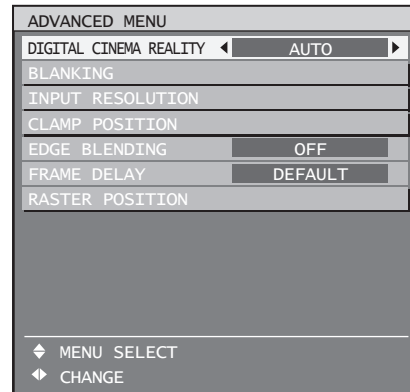 ADVANCED MENU
DIGITAL CINEMA REALITY AUTO
BLANKING
INPUT RESOLUTION
CLAMP POSITION
EDGE BLENDING OFF
FRAME DELAY DEFAULT
RASTER POSITION
MENU SELECT
CHANGE